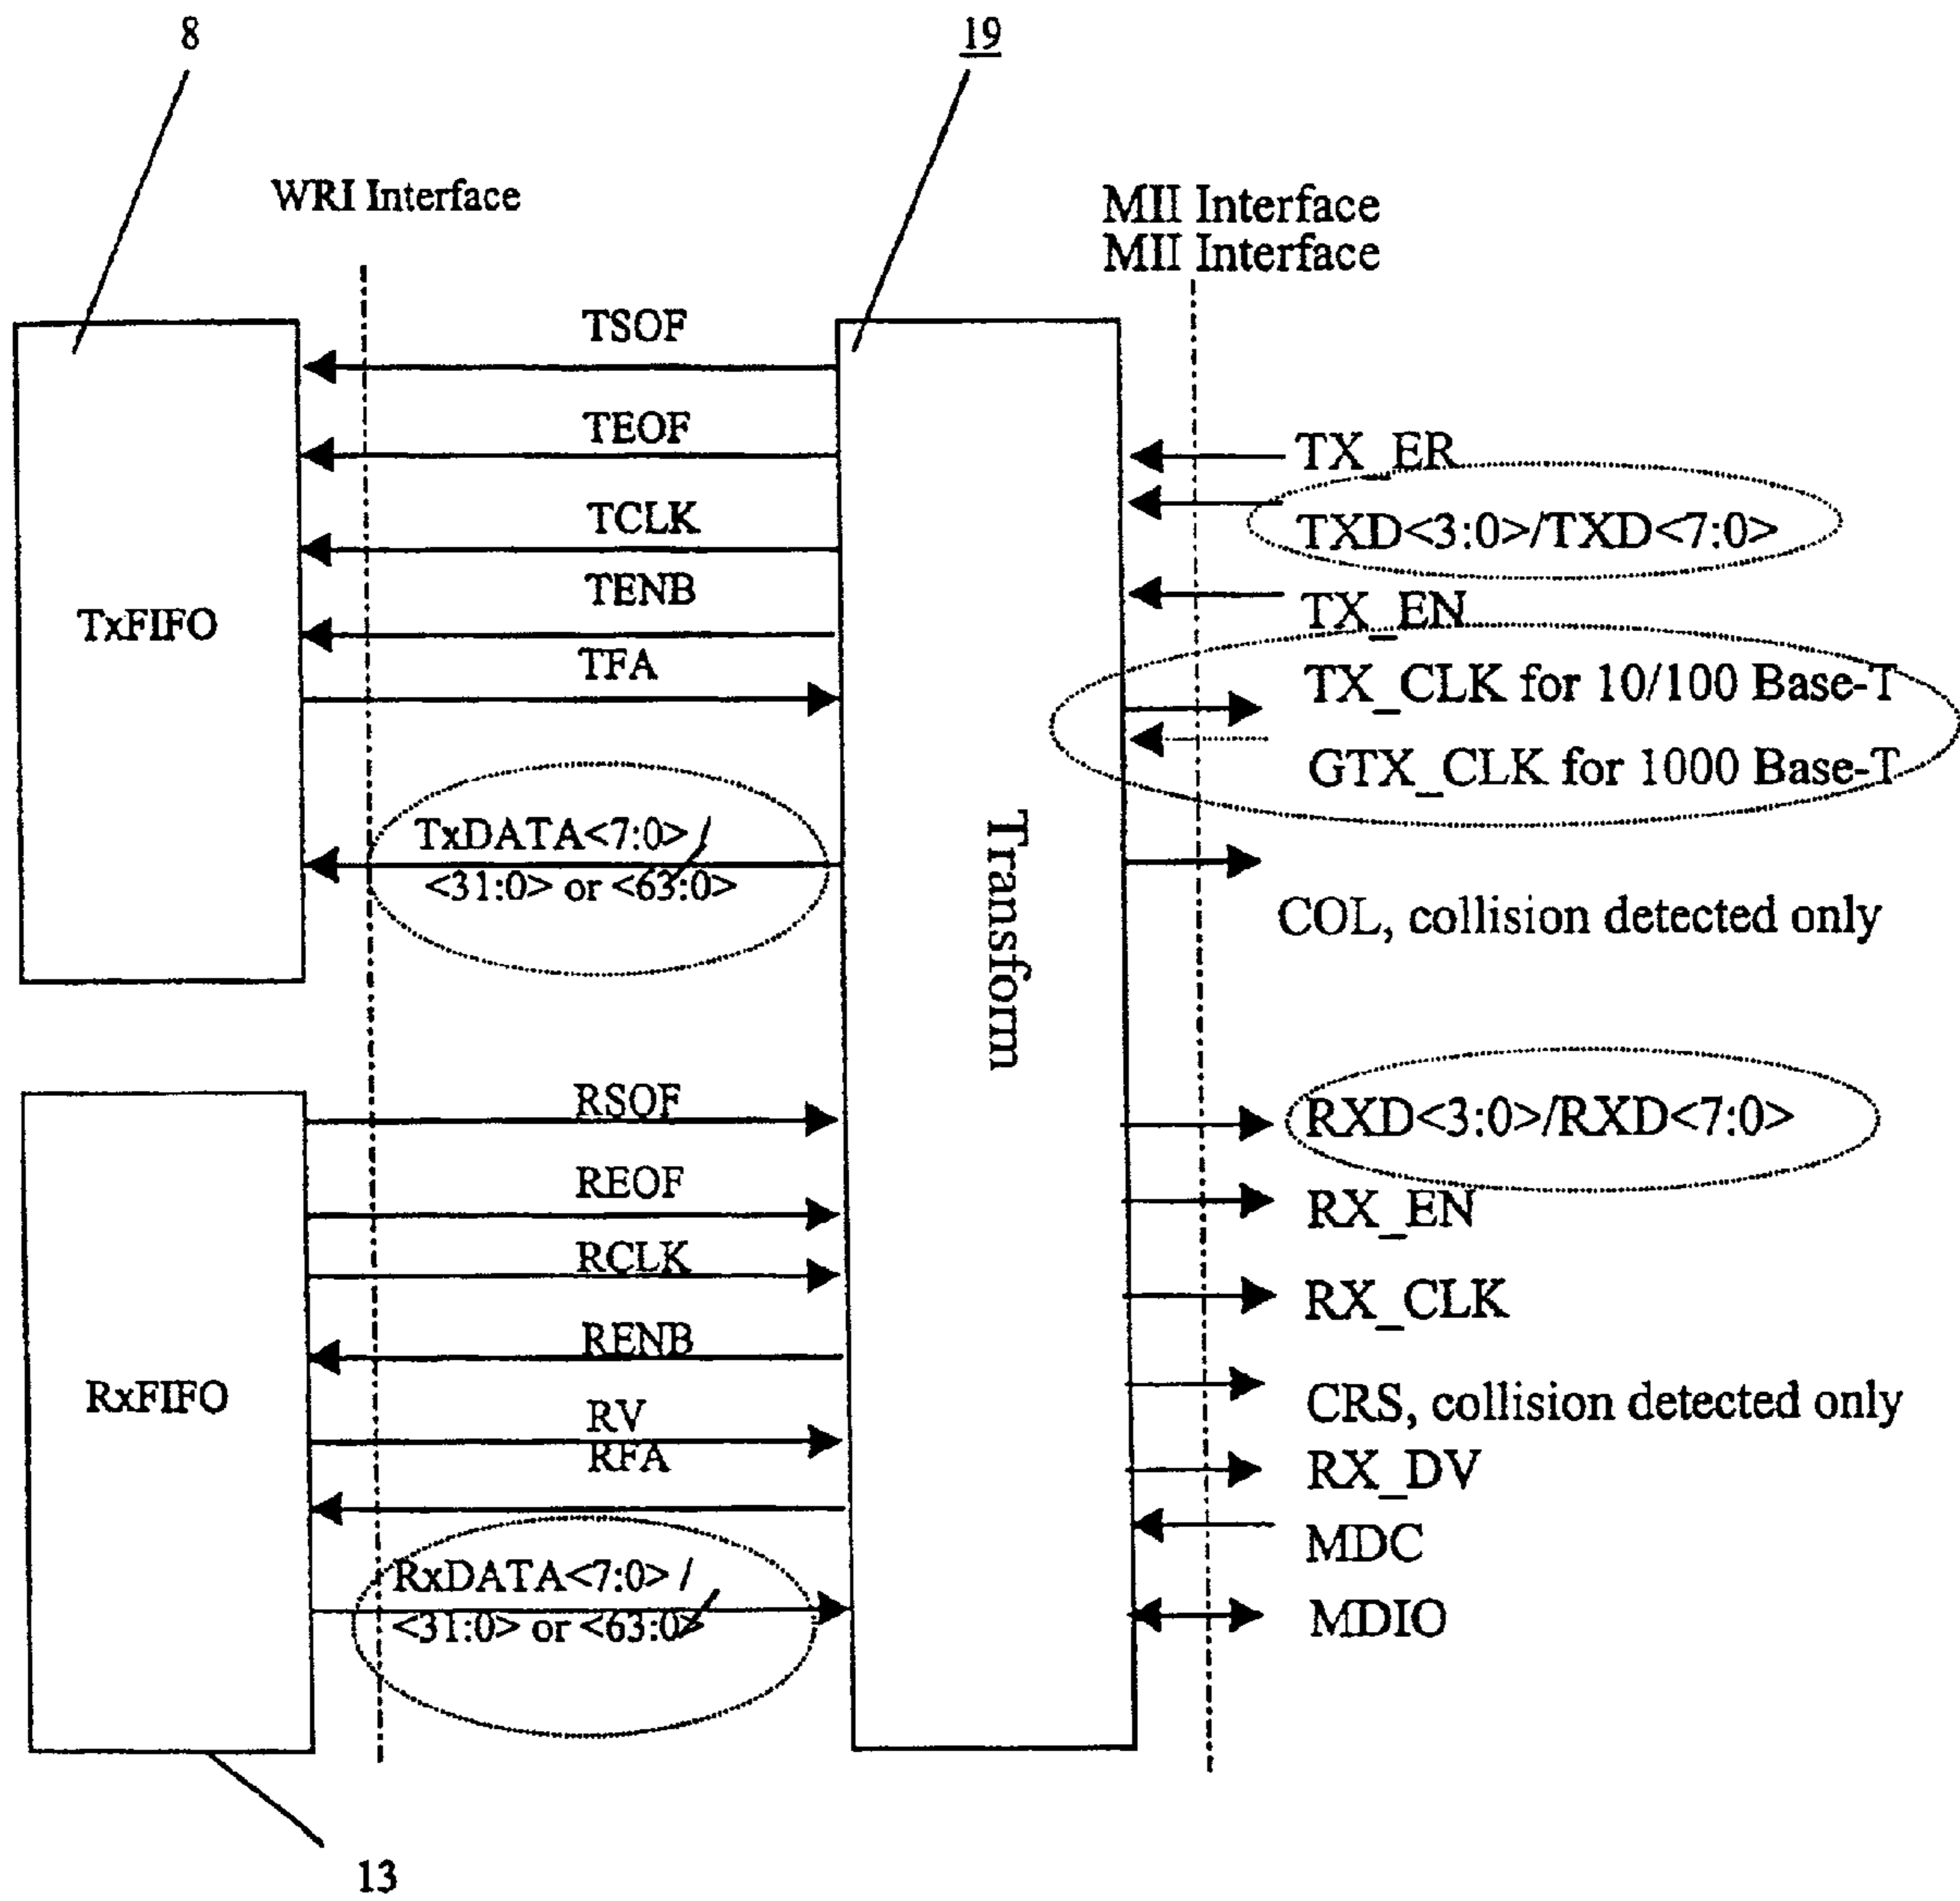 8
19
WRI Interface
MII Interface
MII Interface
TSOF
TEOF
TCLK
TENB
TxFIFO
TFA
TxDATA<7:0> /
<31:0> or <63:0>
Transform
TX_ER
TXD<3:0>/TXD<7:0>
TX_EN
TX_CLK for 10/100 Base-T
GTX_CLK for 1000 Base-T
COL, collision detected only
RSOF
REOF
RCLK
RENB
RxFIFO
RV
RFA
RxDATA<7:0> /
<31:0> or <63:0>
RXD<3:0>/RXD<7:0>
RX_EN
RX_CLK
CRS, collision detected only
RX_DV
MDC
MDIO
13